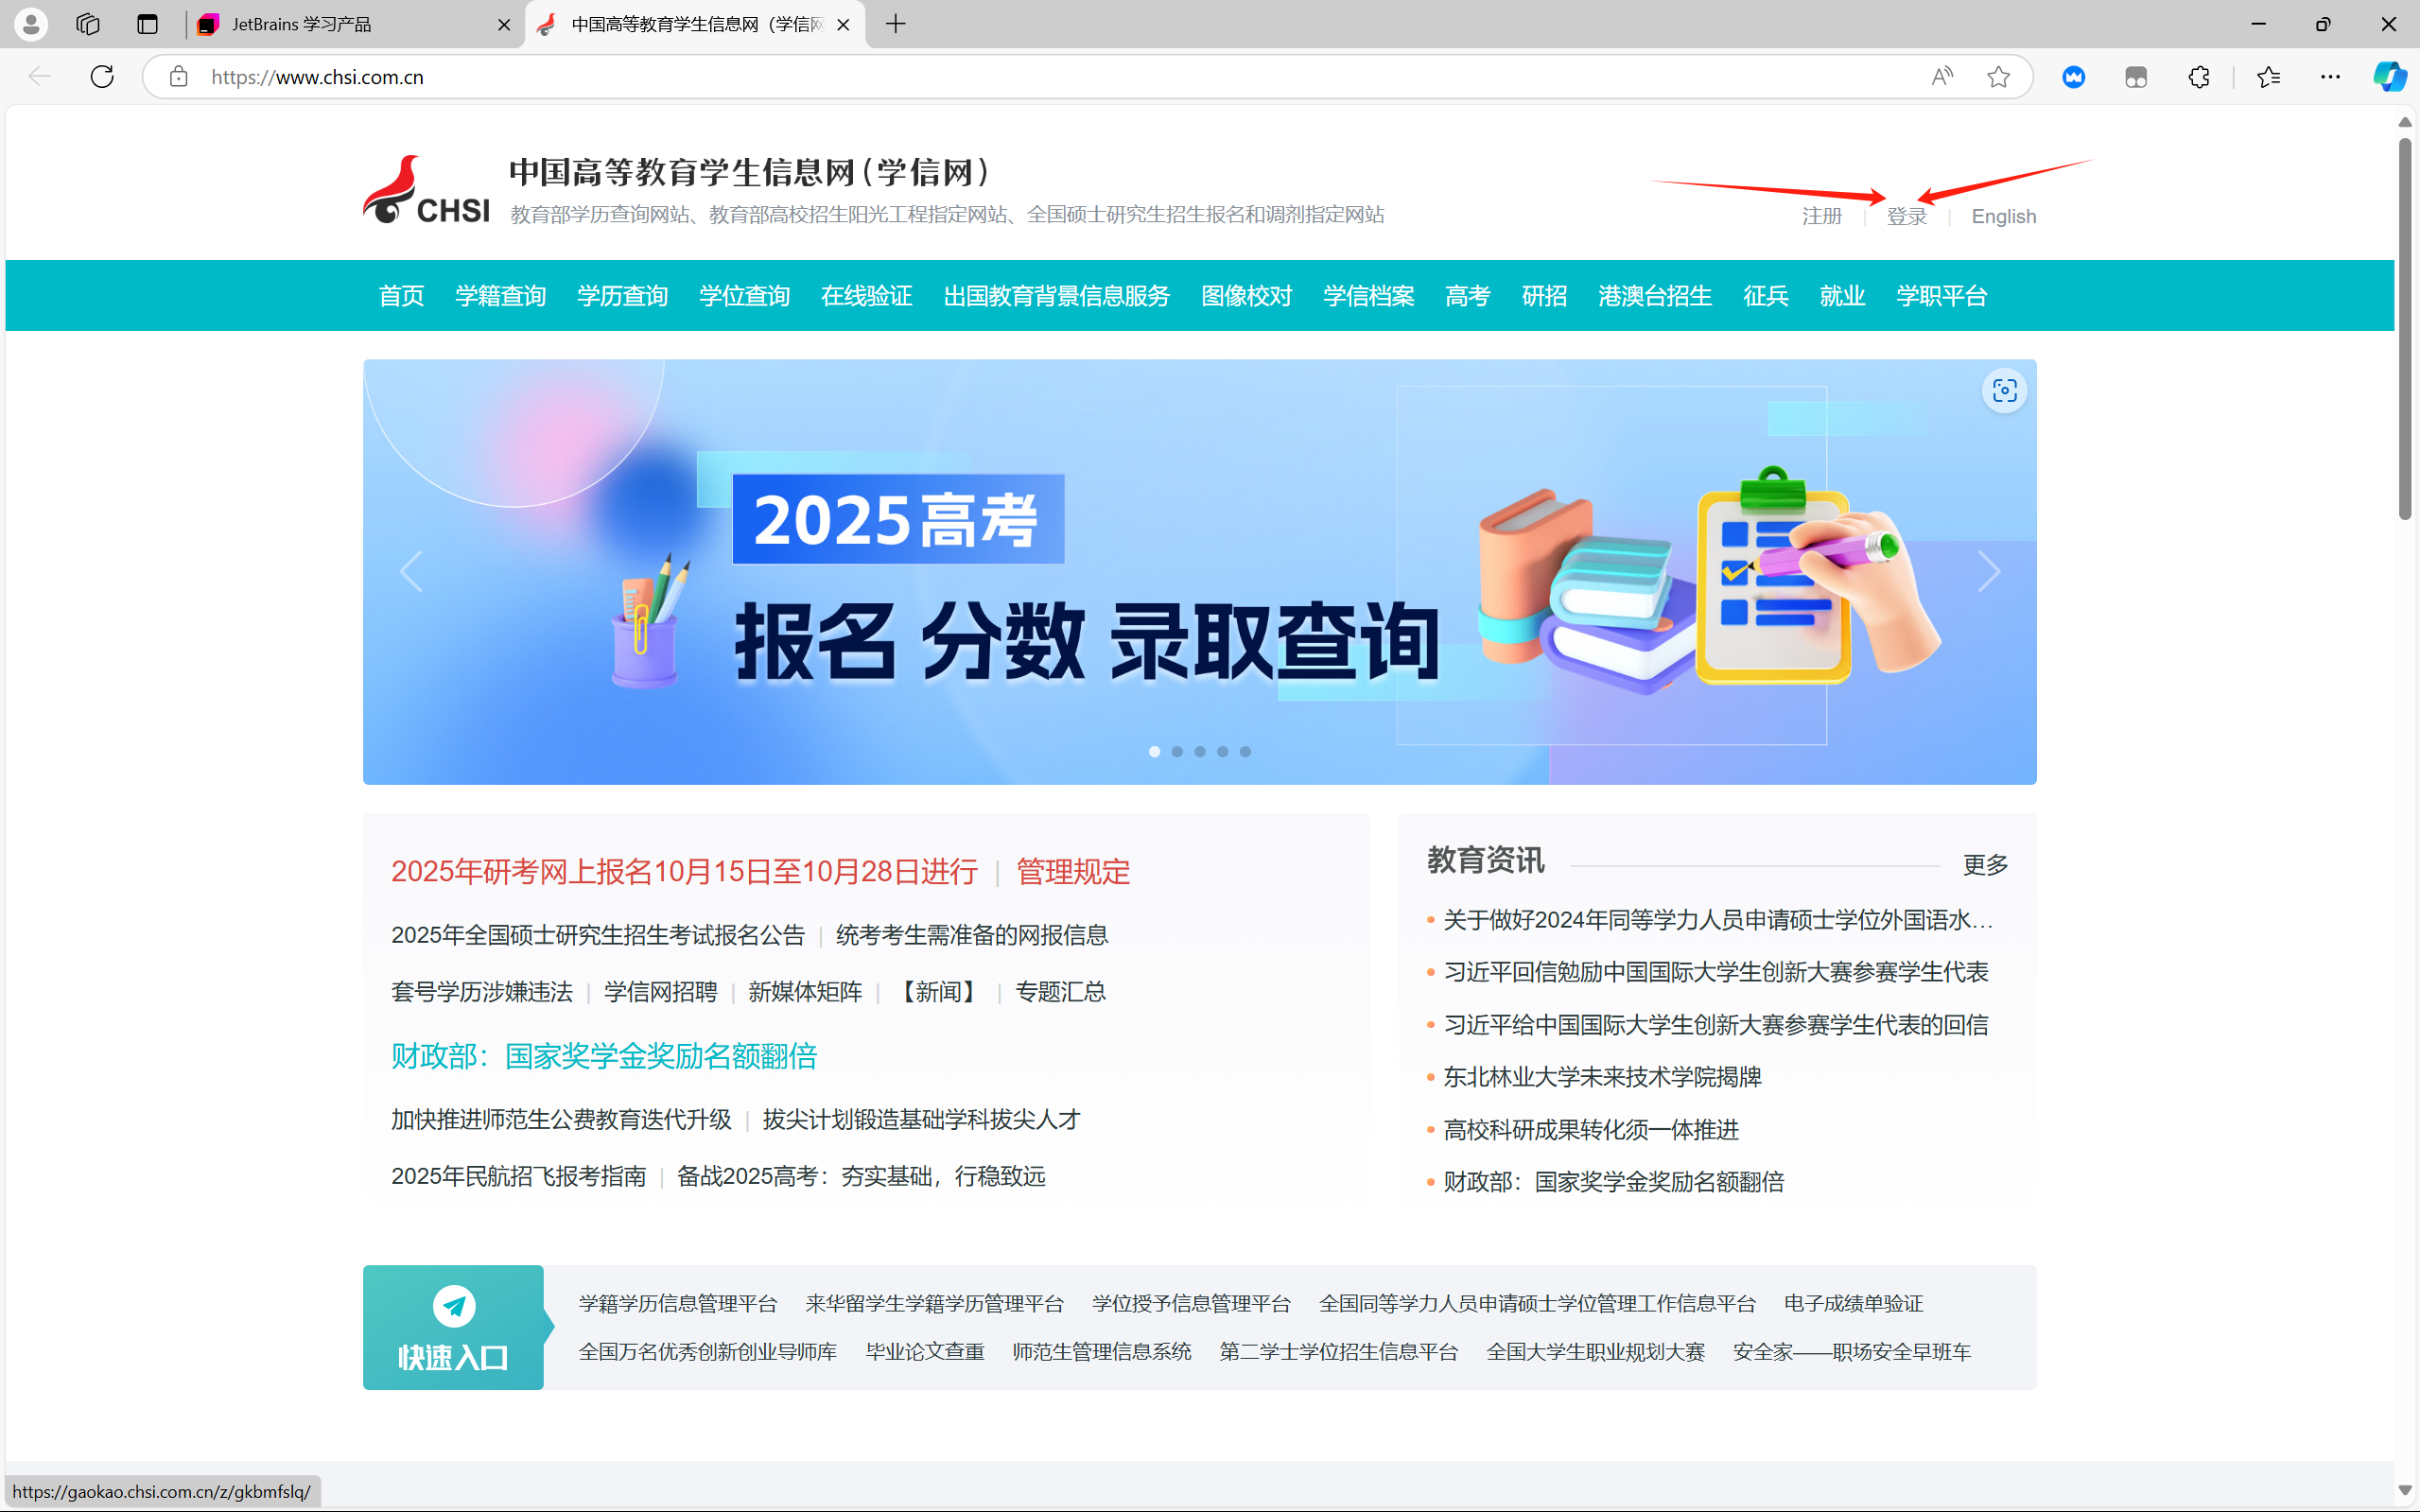 JetBrains 学习产品
中国高等教育学生信息网（学信网
https://www.chsi.com.cn
CHSI
中国高等教育学生信息网（学信网）
教育部学历查询网站、教育部高校招生阳光工程指定网站、全国硕士研究生招生报名和调剂指定网站
注册 | 登录 | English
首页 学籍查询 学历查询 学位查询 在线验证 出国教育背景信息服务 图像校对 学信档案 高考 研招 港澳台招生 征兵 就业 学职平台
2025高考
报名 分数 录取查询
2025年研考网上报名10月15日至10月28日进行 | 管理规定
2025年全国硕士研究生招生考试报名公告 | 统考考生需准备的网报信息
套号学历涉嫌违法 | 学信网招聘 | 新媒体矩阵 | 【新闻】 | 专题汇总
财政部：国家奖学金奖励名额翻倍
加快推进师范生公费教育迭代升级 | 拔尖计划锻造基础学科拔尖人才
2025年民航招飞报考指南 | 备战2025高考：夯实基础，行稳致远
教育资讯 更多
关于做好2024年同等学力人员申请硕士学位外国语水…
习近平回信勉励中国国际大学生创新大赛参赛学生代表
习近平给中国国际大学生创新大赛参赛学生代表的回信
东北林业大学未来技术学院揭牌
高校科研成果转化须一体推进
财政部：国家奖学金奖励名额翻倍
快速入口
学籍学历信息管理平台 来华留学生学籍学历管理平台 学位授予信息管理平台 全国同等学力人员申请硕士学位管理工作信息平台 电子成绩单验证
全国万名优秀创新创业导师库 毕业论文查重 师范生管理信息系统 第二学士学位招生信息平台 全国大学生职业规划大赛 安全家——职场安全早班车
https://gaokao.chsi.com.cn/z/gkbmfslq/